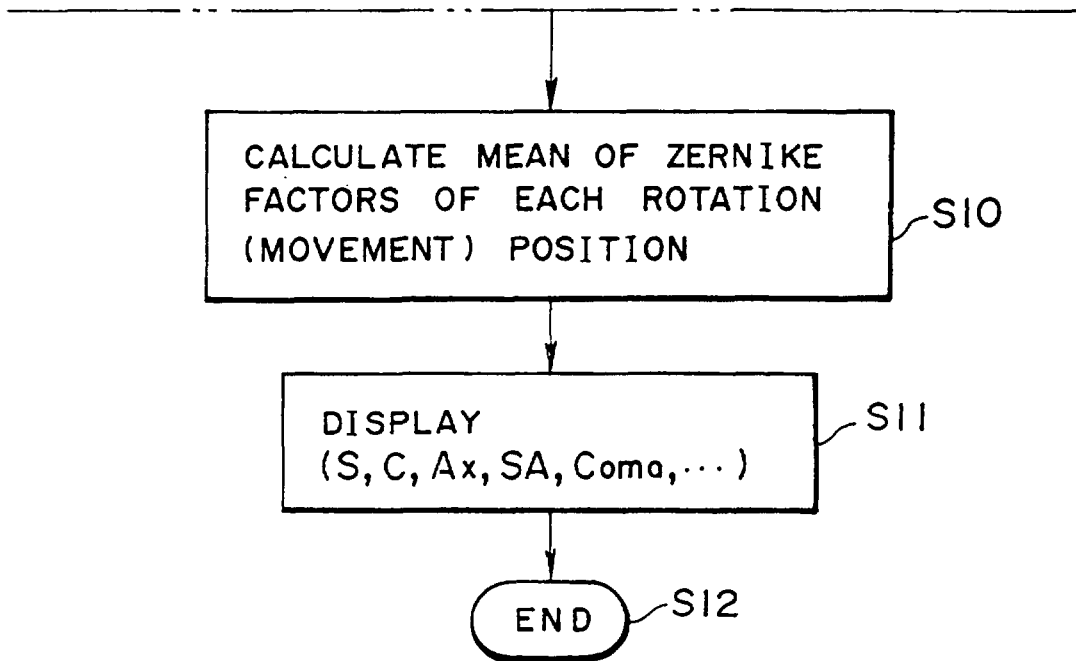 CALCULATE MEAN OF ZERNIKE
FACTORS OF EACH ROTATION
(MOVEMENT) POSITION
S10
DISPLAY
(S, C, Ax, SA, Coma, ···)
S11
END
S12